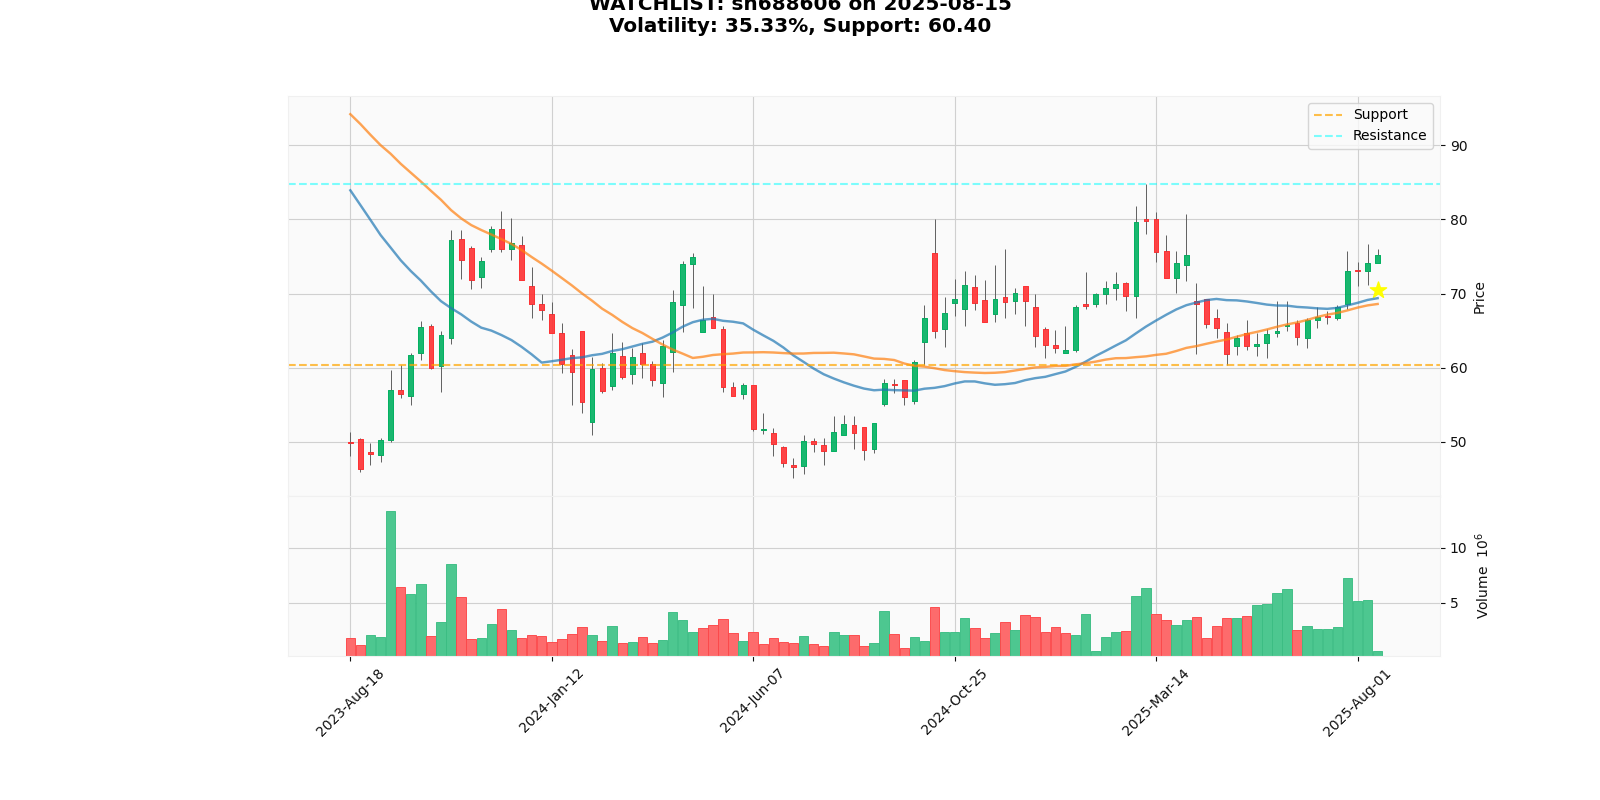 WATCHLIST: sh688606 on 2025-08-15
Volatility: 35.33%, Support: 60.40
Support
Resistance
90
80
70
60
50
Price
10
5
Volume 10⁶
2023-Aug-18
2024-Jan-12
2024-Jun-07
2024-Oct-25
2025-Mar-14
2025-Aug-01